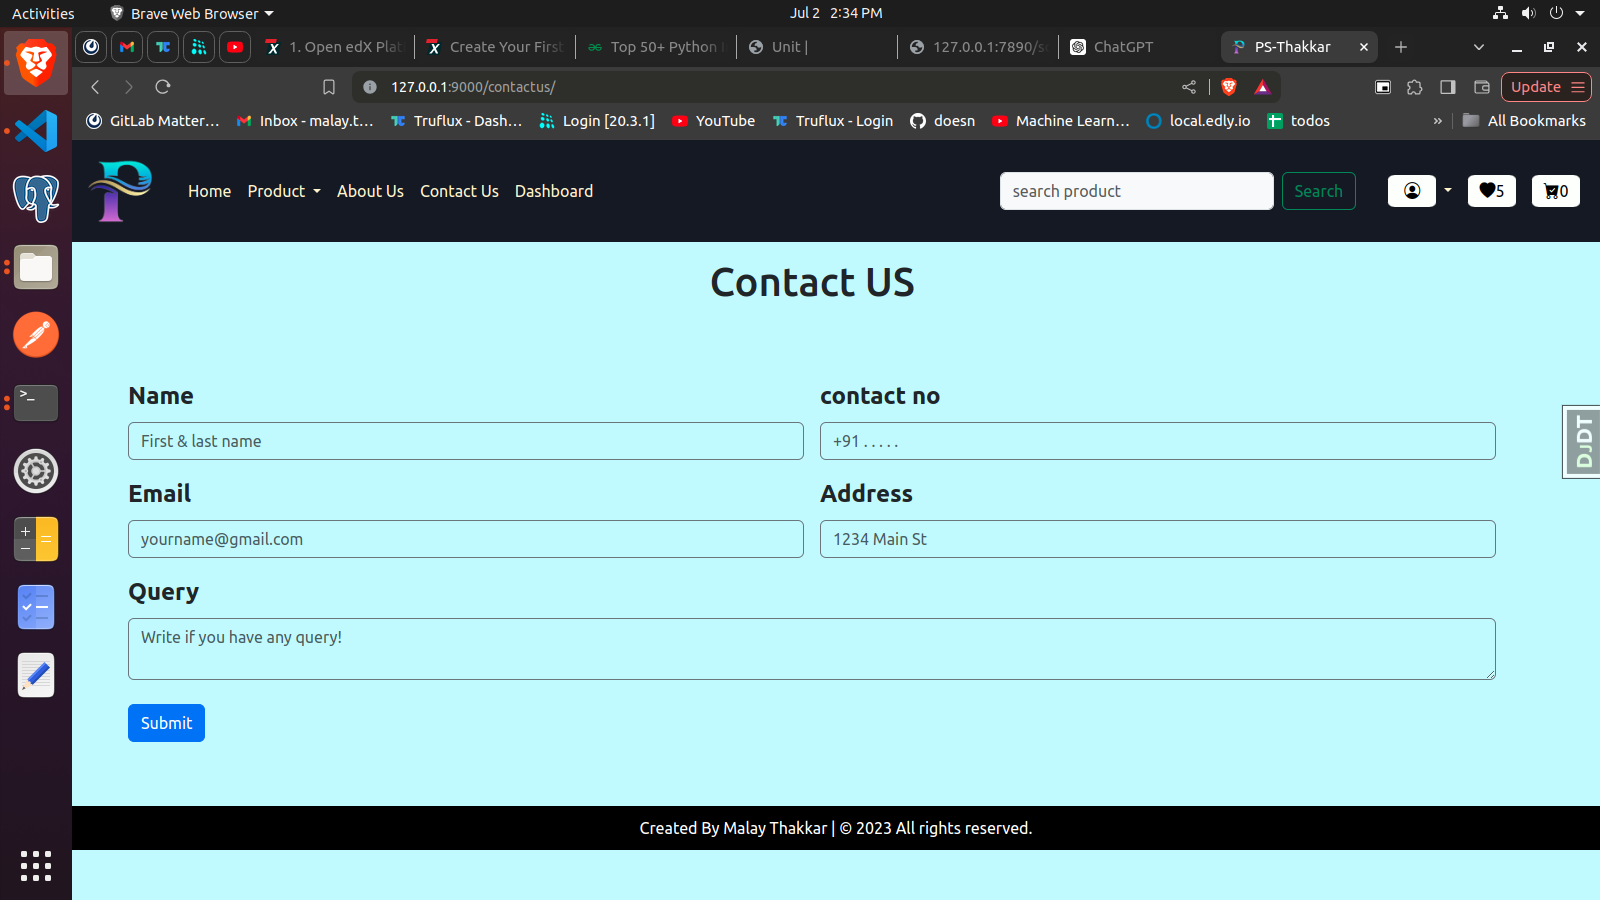 Activities
Brave Web Browser
Jul 2 2:34 PM
1. Open edX Pla
Create Your First
Top 50+ Python
Unit |
127.0.0.1:7890/s
ChatGPT
PS-Thakkar
127.0.0.1:9000/contactus/
Update
GitLab Matter...
Inbox - malay.t...
Truflux - Dash...
Login [20.3.1]
YouTube
Truflux - Login
doesn
Machine Learn...
local.edly.io
todos
»
All Bookmarks
Home
Product
About Us
Contact Us
Dashboard
search product
Search
5
0
Contact US
Name
contact no
First & last name
+91 . . . . .
Email
Address
yourname@gmail.com
1234 Main St
Query
Write if you have any query!
Submit
DJDT
Created By Malay Thakkar | © 2023 All rights reserved.